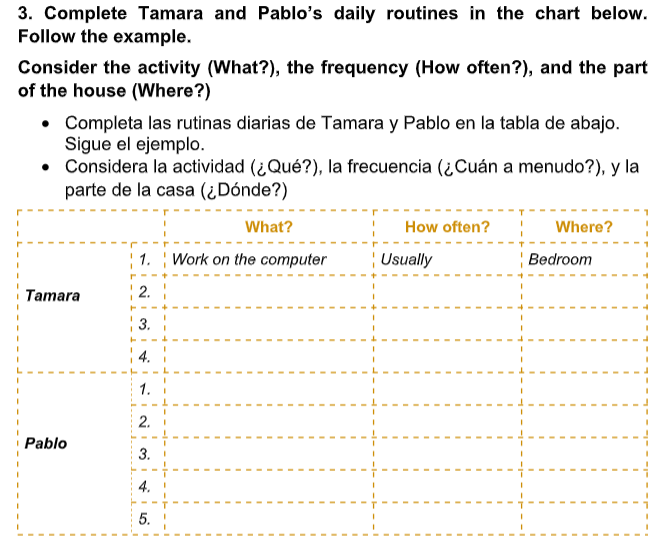 3. Complete Tamara and Pablo's daily routines in the chart below.
Follow the example.
Consider the activity (What?), the frequency (How often?), and the part
of the house (Where?)
• Completa las rutinas diarias de Tamara y Pablo en la tabla de abajo.
Sigue el ejemplo.
• Considera la actividad (¿Qué?), la frecuencia (¿Cuán a menudo?), y la
parte de la casa (¿Dónde?)
What? How often? Where?
1. Work on the computer Usually Bedroom
Tamara 2.
3.
4.
1.
2.
Pablo
3.
4.
5.